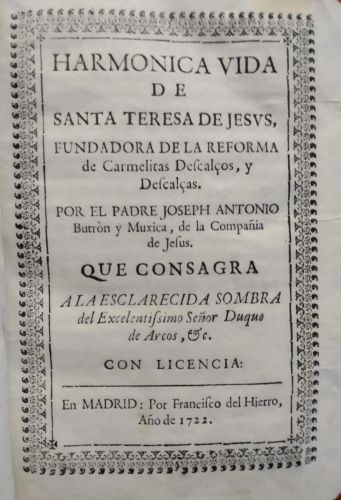 HARMONICA VIDA
DE
SANTA TERESA DE JESVS,
FUNDADORA DE LA REFORMA
de Carmelitas Descalços, y
Descalças.
POR EL PADRE JOSEPH ANTONIO
Butròn y Muxica, de la Compañia
de Jesus.
QUE CONSAGRA
A LA ESCLARECIDA SOMBRA
del Excelentissimo Señor Duque
de Arcos, &c.
CON LICENCIA:
En MADRID: Por Francisco del Hierro,
Año de 1722.